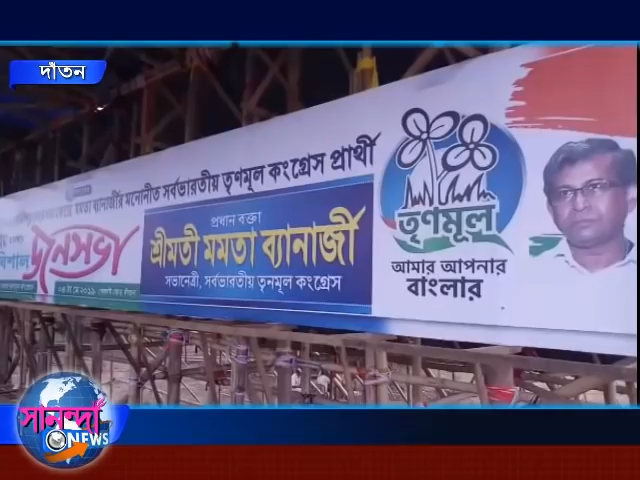 দাঁতন
মমতা ব্যানার্জীর মনোনীত সর্বভারতীয় তৃণমূল কংগ্রেস প্রার্থী
বিশাল
জনসভা
প্রধান বক্তা
শ্রীমতী মমতা ব্যানার্জী
সভানেত্রী, সর্বভারতীয় তৃনমূল কংগ্রেস
তৃণমূল
আমার আপনার
বাংলার
সানন্দা
NEWS